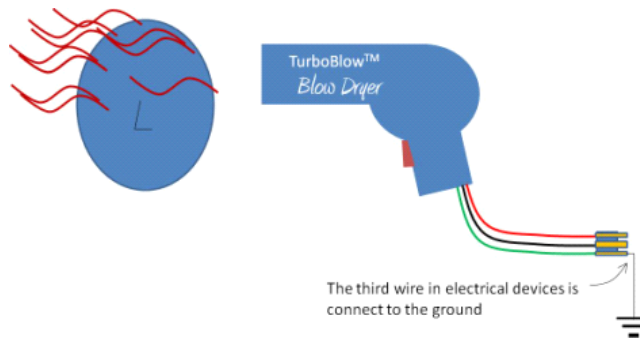 TurboBlow™
Blow Dryer
The third wire in electrical devices is
connect to the ground